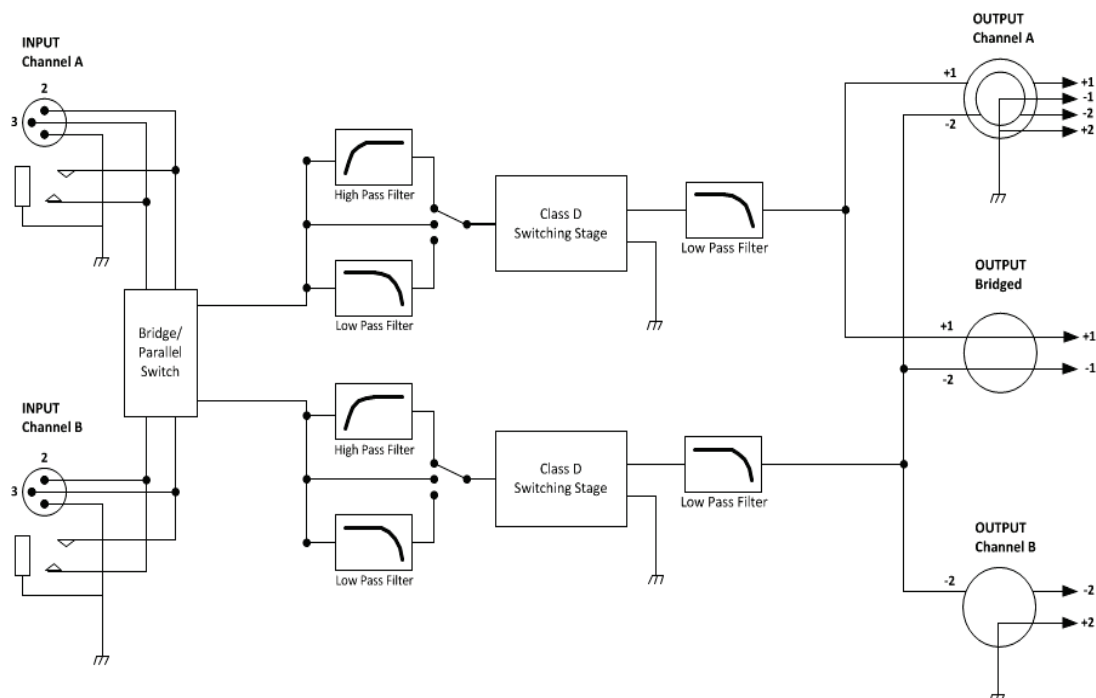 INPUT
Channel A
2
3
High Pass Filter
Low Pass Filter
Class D
Switching Stage
Low Pass Filter
OUTPUT
Channel A
+1
-2
+1
-1
-2
+2
Bridge/
Parallel
Switch
OUTPUT
Bridged
+1
-2
+1
-1
INPUT
Channel B
2
3
High Pass Filter
Low Pass Filter
Class D
Switching Stage
Low Pass Filter
OUTPUT
Channel B
-2
-2
+2